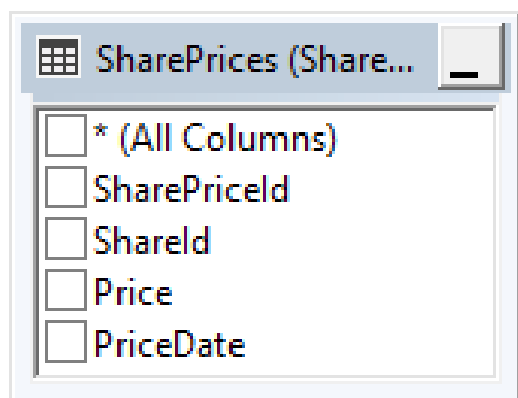 SharePrices (Share...
* (All Columns)
SharePriceId
ShareId
Price
PriceDate